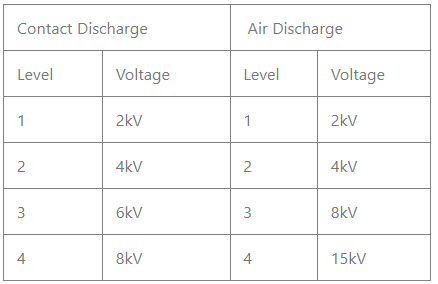 Contact Discharge Air Discharge
Level Voltage Level Voltage
1 2kV 1 2kV
2 4kV 2 4kV
3 6kV 3 8kV
4 8kV 4 15kV